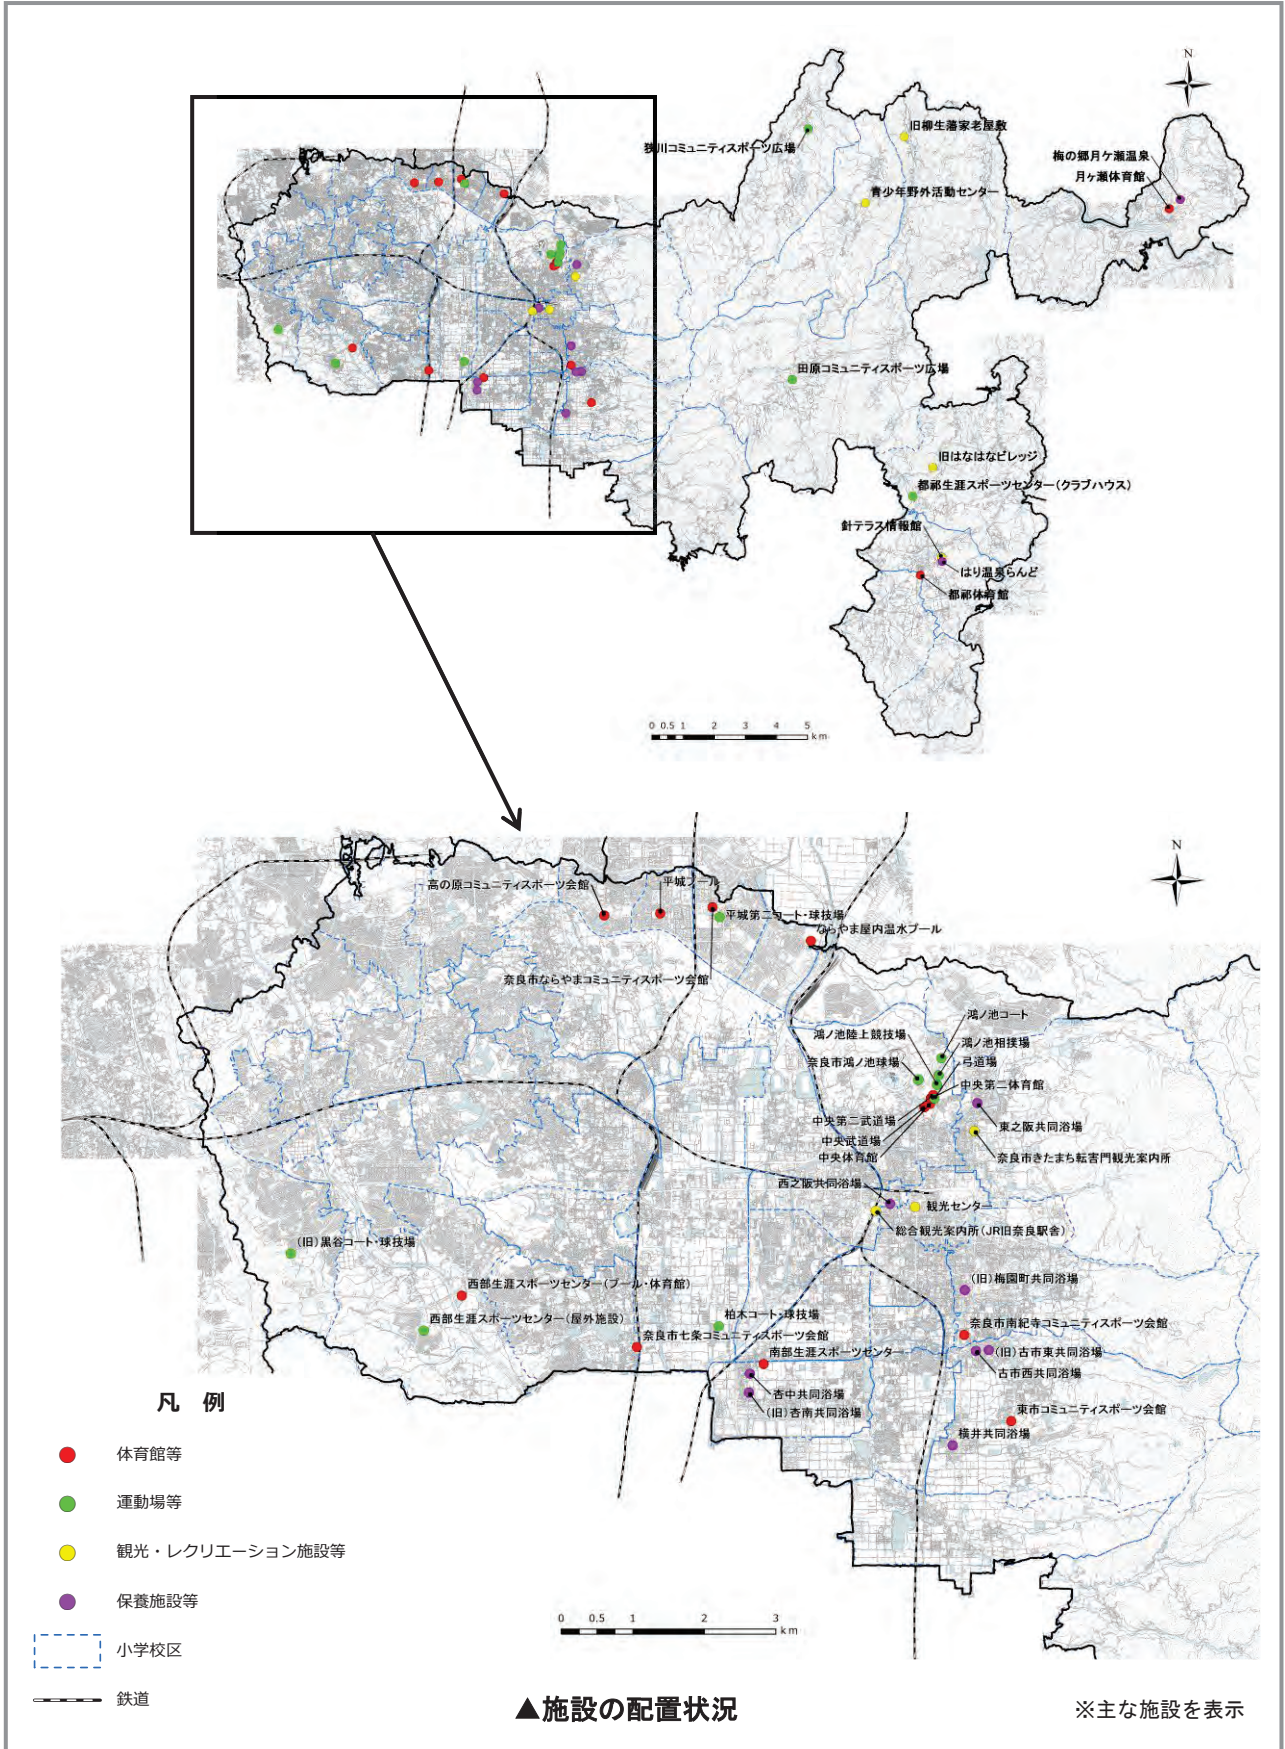 N
狭川コミュニティスポーツ広場
旧柳生藩家老屋敷
梅の郷月ケ瀬温泉
月ヶ瀬体育館
青少年野外活動センター
田原コミュニティスポーツ広場
旧はなはなビレッジ
都祁生涯スポーツセンター(クラブハウス)
針テラス情報館
はり温泉らんど
都祁体育館
0 0.5 1 2 3 4 5
km
N
高の原コミュニティスポーツ会館
平城プール
平城第二コート・球技場
ならやま屋内温水プール
奈良市ならやまコミュニティスポーツ会館
鴻ノ池コート
鴻ノ池陸上競技場
鴻ノ池相撲場
奈良市鴻ノ池球場
弓道場
中央第二体育館
中央第二武道場
東之阪共同浴場
中央武道場
中央体育館
奈良市きたまち転害門観光案内所
西之阪共同浴場
観光センター
総合観光案内所(JR旧奈良駅舎)
(旧)黒谷コート・球技場
西部生涯スポーツセンター(プール・体育館)
(旧)梅園町共同浴場
西部生涯スポーツセンター(屋外施設)
柏木コート・球技場
奈良市南紀寺コミュニティスポーツ会館
奈良市七条コミュニティスポーツ会館
南部生涯スポーツセンター
(旧)古市東共同浴場
古市西共同浴場
杏中共同浴場
(旧)杏南共同浴場
東市コミュニティスポーツ会館
横井共同浴場
凡 例
体育館等
運動場等
観光・レクリエーション施設等
保養施設等
小学校区
鉄道
0 0.5 1 2 3
km
▲施設の配置状況
※主な施設を表示